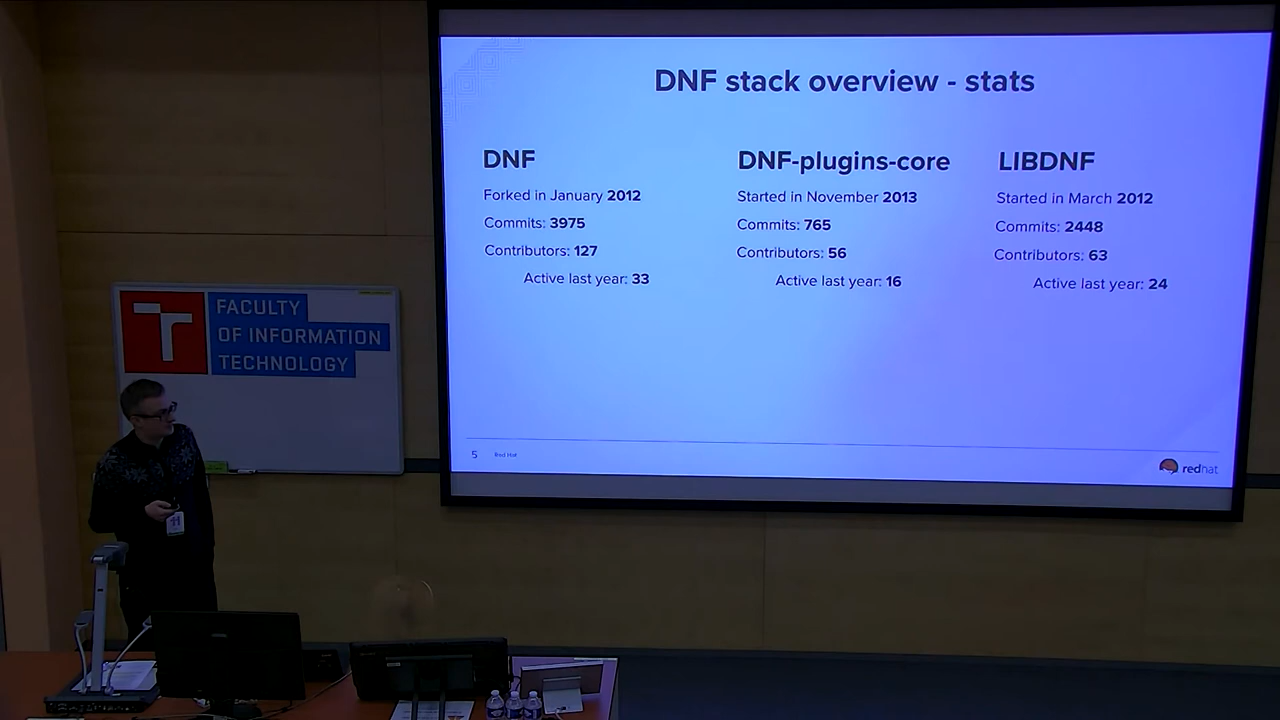 DNF stack overview - stats
DNF
Forked in January 2012
Commits: 3975
Contributors: 127
Active last year: 33
DNF-plugins-core
Started in November 2013
Commits: 765
Contributors: 56
Active last year: 16
LIBDNF
Started in March 2012
Commits: 2448
Contributors: 63
Active last year: 24
5 Red Hat
redhat
T FACULTY
OF INFORMATION
TECHNOLOGY